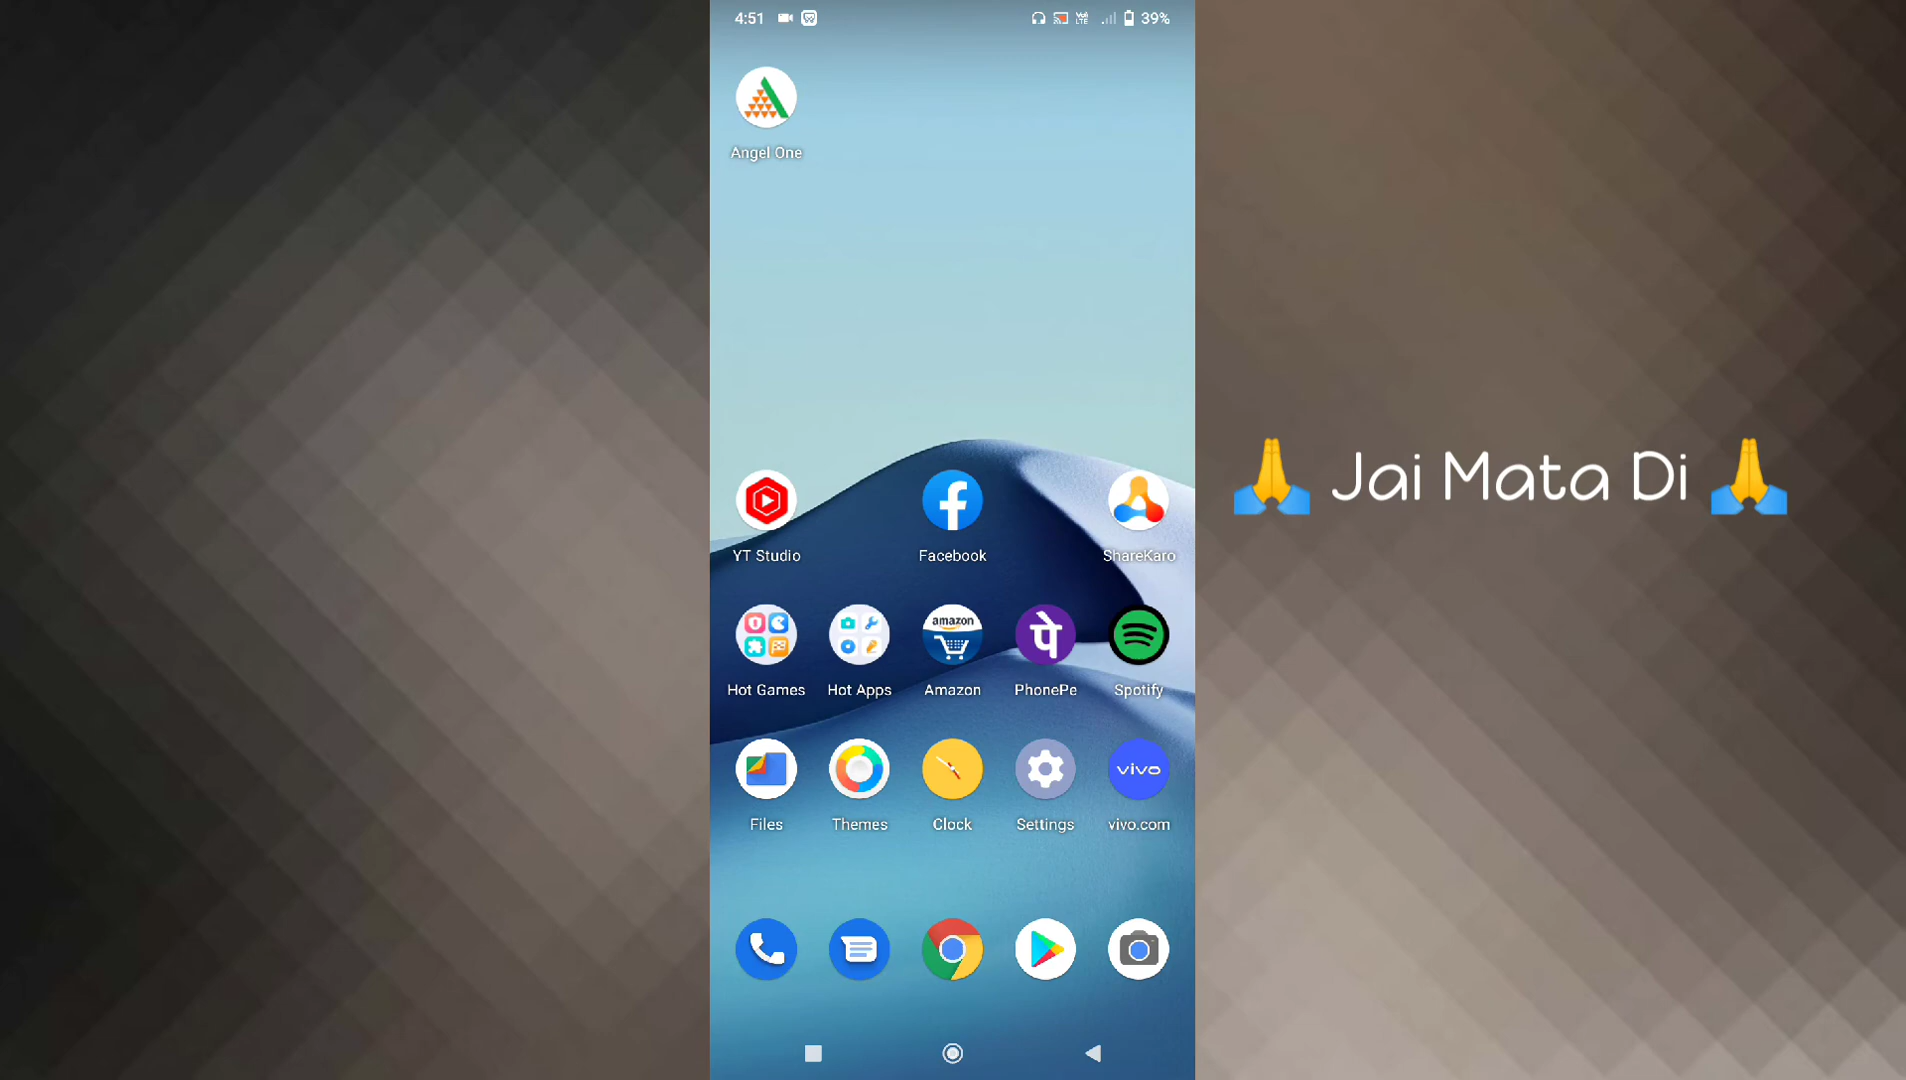 4:51
VoLTE
39%
Angel One
YT Studio
Facebook
ShareKaro
amazon
पे
Hot Games
Hot Apps
Amazon
PhonePe
Spotify
vivo
Files
Themes
Clock
Settings
vivo.com
🙏 Jai Mata Di 🙏